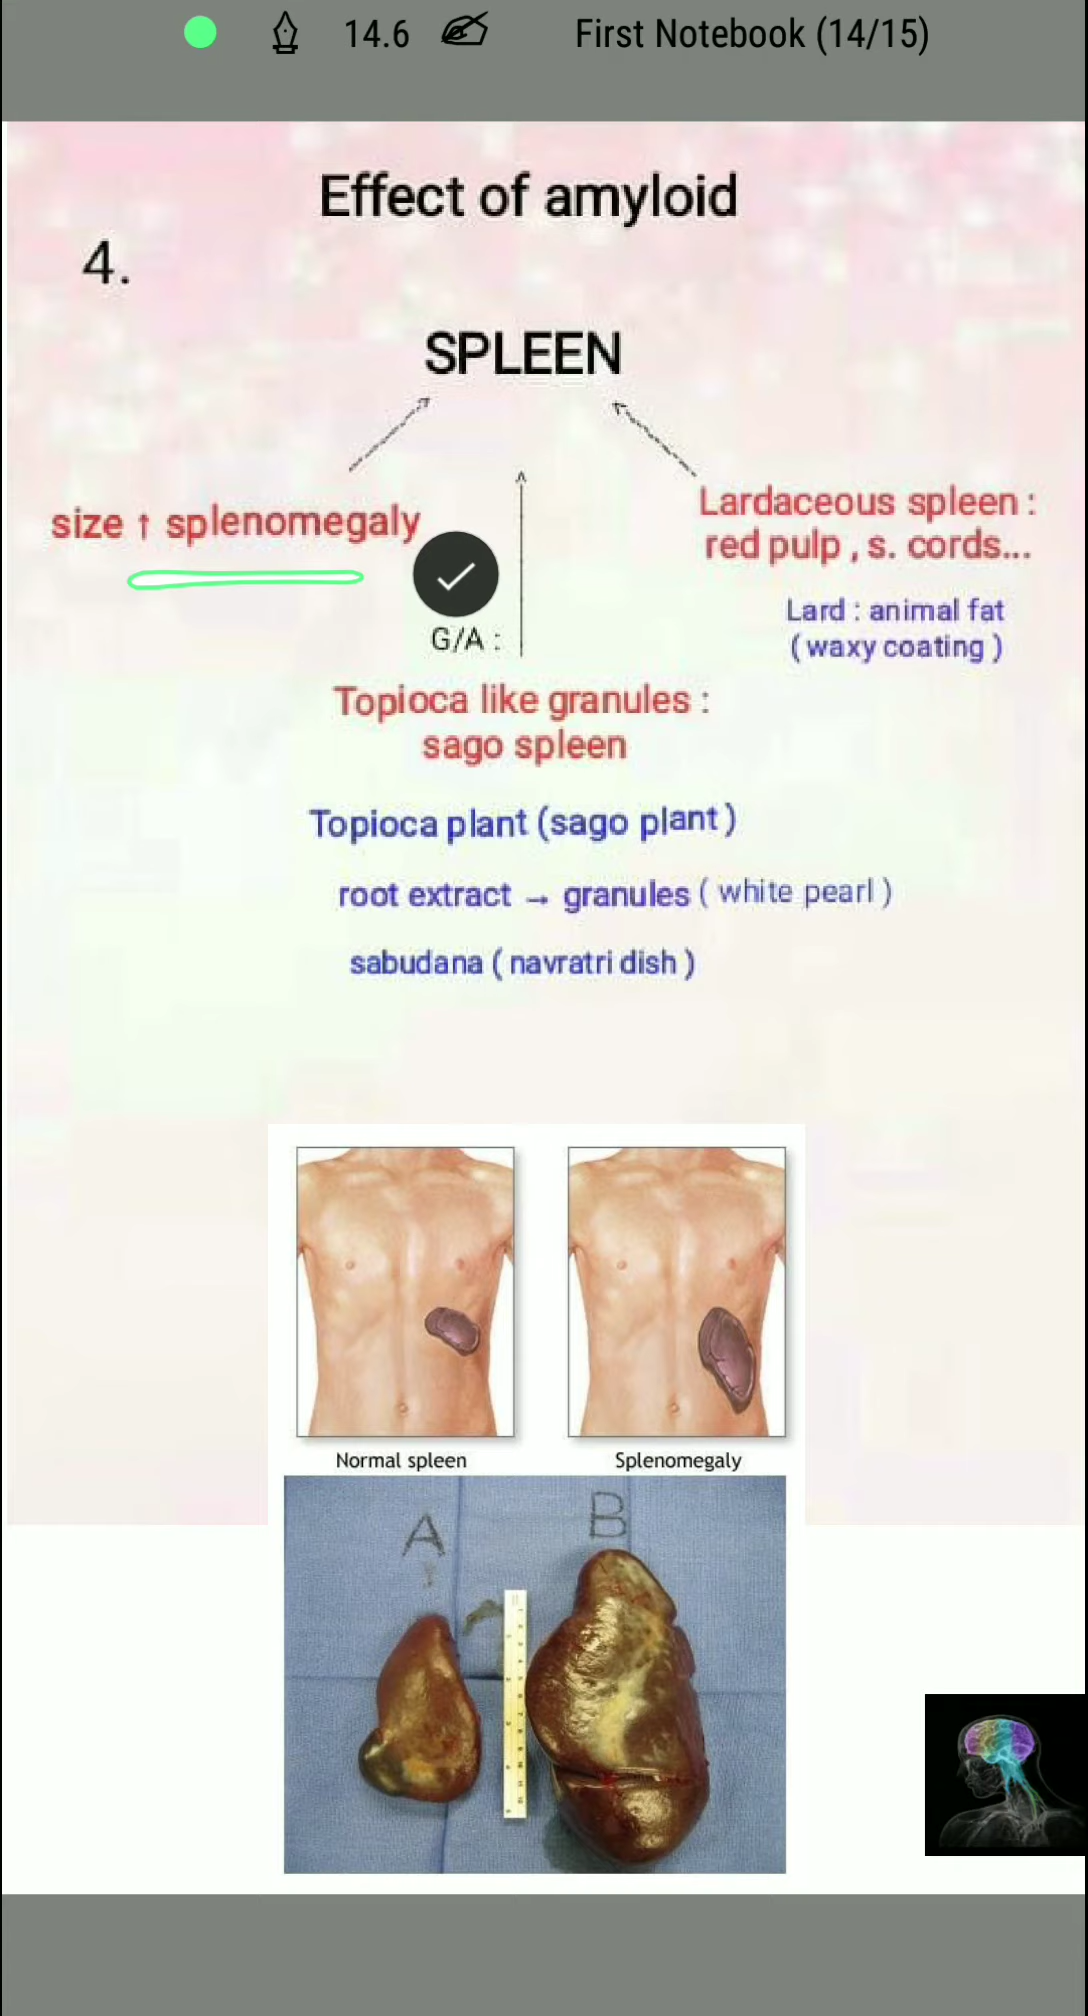 14.6 First Notebook (14/15)
Effect of amyloid
4.
SPLEEN
size ↑ splenomegaly
Lardaceous spleen :
red pulp , s. cords...
Lard : animal fat
( waxy coating )
G/A :
Topioca like granules :
sago spleen
Topioca plant (sago plant )
root extract → granules ( white pearl )
sabudana ( navratri dish )
Normal spleen
Splenomegaly
A
B